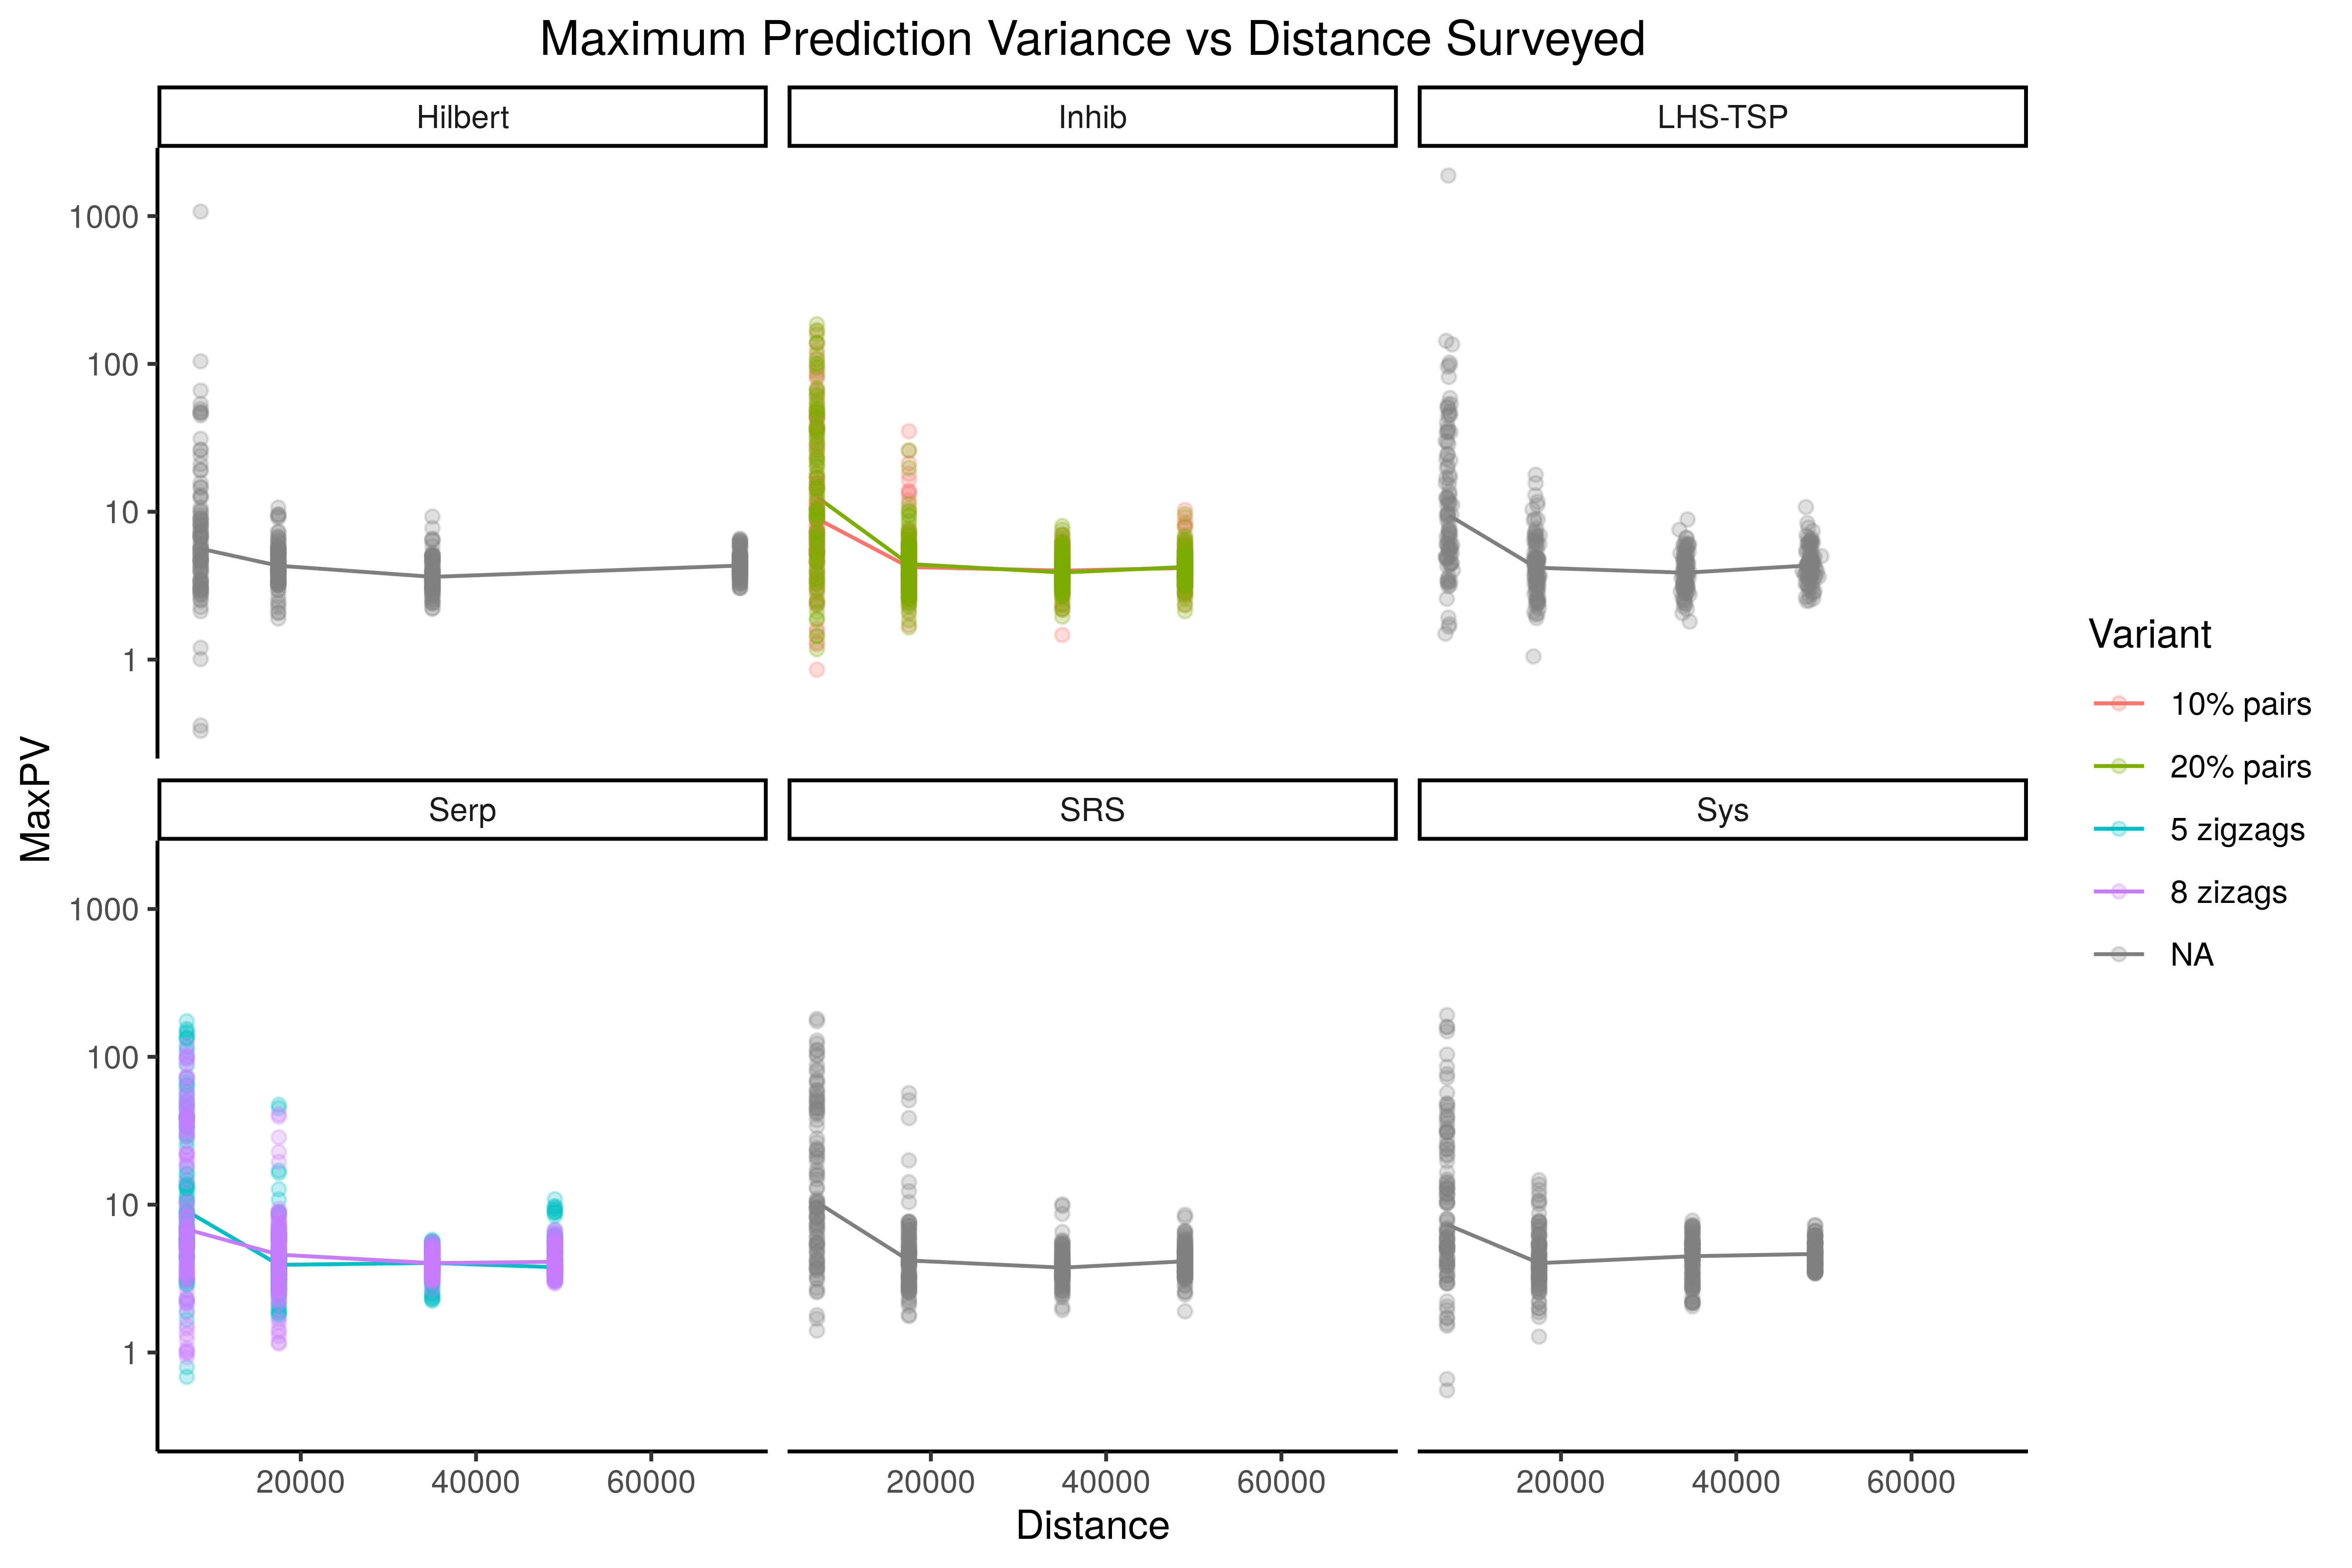 Maximum Prediction Variance vs Distance Surveyed
Hilbert
Inhib
LHS-TSP
1000
100
10
1
Serp
SRS
Sys
1000
100
10
1
MaxPV
20000 40000 60000
20000 40000 60000
20000 40000 60000
Distance
Variant
10% pairs
20% pairs
5 zigzags
8 zizags
NA